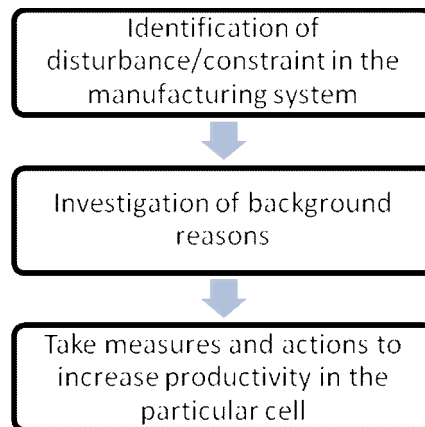 Identification of
disturbance/constraint in the
manufacturing system
Investigation of background
reasons
Take measures and actions to
increase productivity in the
particular cell